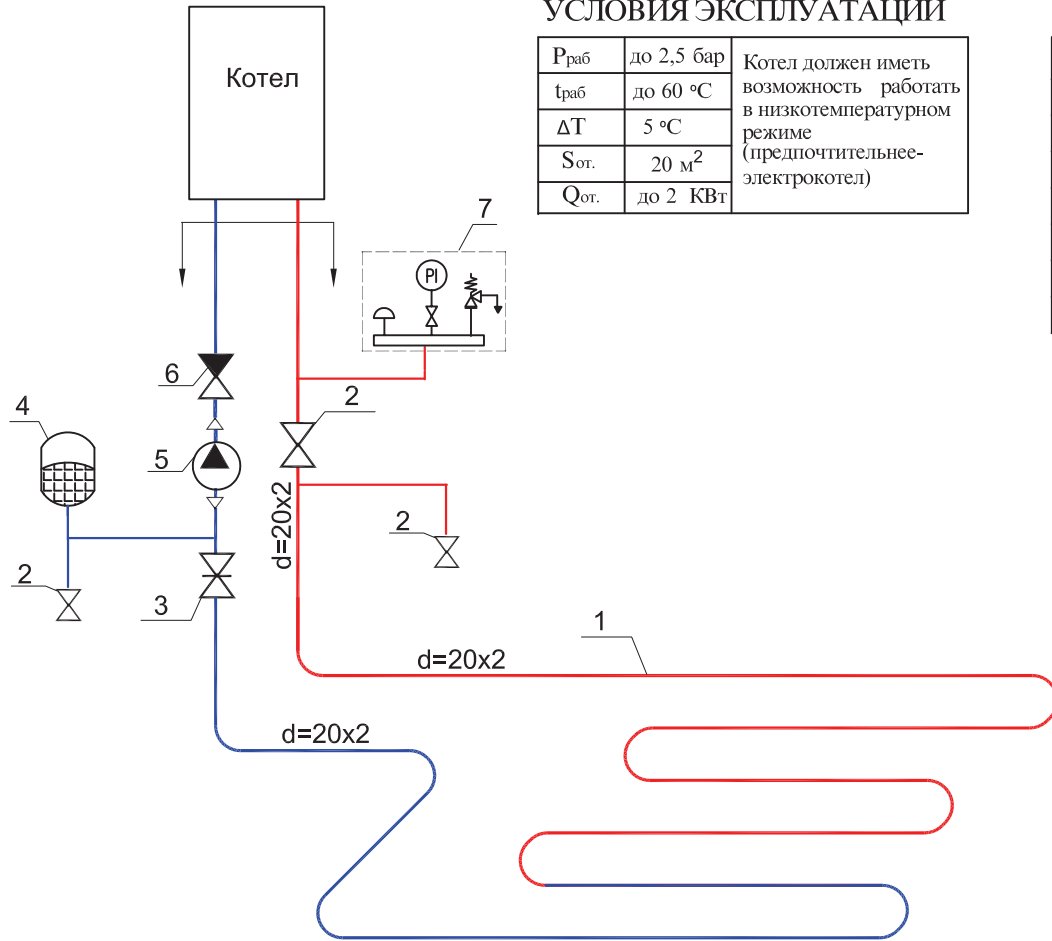 УСЛОВИЯ ЭКСПЛУАТАЦИИ
Котел
Pраб до 2,5 бар
tраб до 60 °С
ΔT 5 °С
Sот. 20 м²
Qот. до 2 КВт
Котел должен иметь
возможность работать
в низкотемпературном
режиме
(предпочтительнее-
электрокотел)
7
PI
6
2
4
5
d=20x2
2
2
3
1
d=20x2
d=20x2